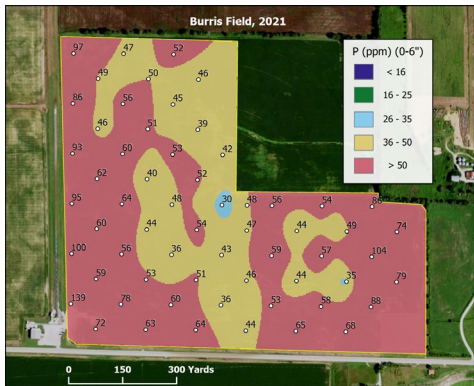 Burris Field, 2021
P (ppm) (0-6")
< 16
16 - 25
26 - 35
36 - 50
> 50
97 47 52
49 50 46
86 56 45
46 51 39
93 60 53 42
62 40 52
95 64 48 30 48 56 54 86
60 44 54 47 44 49 74
100 56 36 43 59 57 104
59 53 51 46 44 35 79
139 78 60 36 53 58 88
72 63 64 44 65 68
0 150 300 Yards